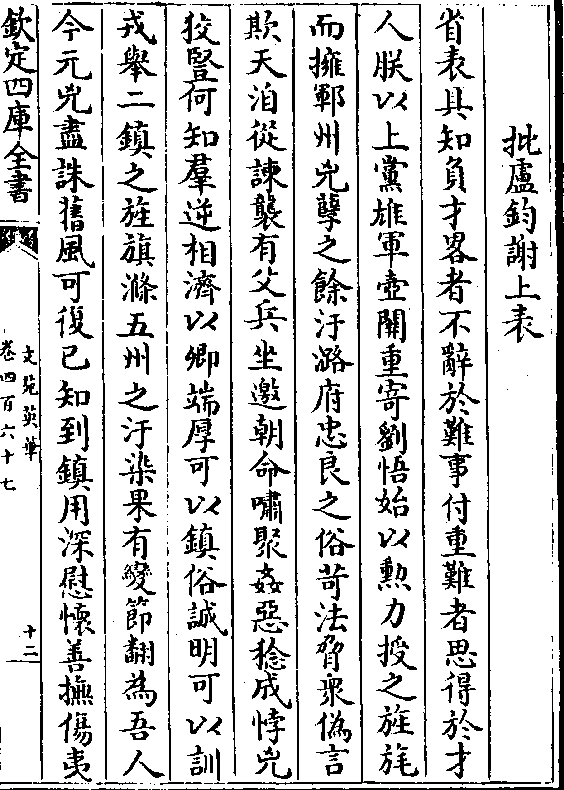 批盧鈞謝上表
省表具知負才畧者不辭於難事付重難者思得於才
人朕以上黨雄軍壺關重寄劉悟始以勲力授之旌旄
而擁鄆州兇孽之餘汙潞府忠良之俗苛法脅衆偽言
欺天洎從諫襲有父兵坐邀朝命嘯聚姦惡稔成悖兇
狡豎何知羣逆相濟以卿端厚可以鎮俗誠明可以訓
戎舉二鎮之旌旗滌五州之汙染果有變節翻為吾人
今元兇盡誅舊風可復已知到鎮用深慰懷善撫傷夷
欽定四庫全書
文苑英華
卷四百六十七
十二